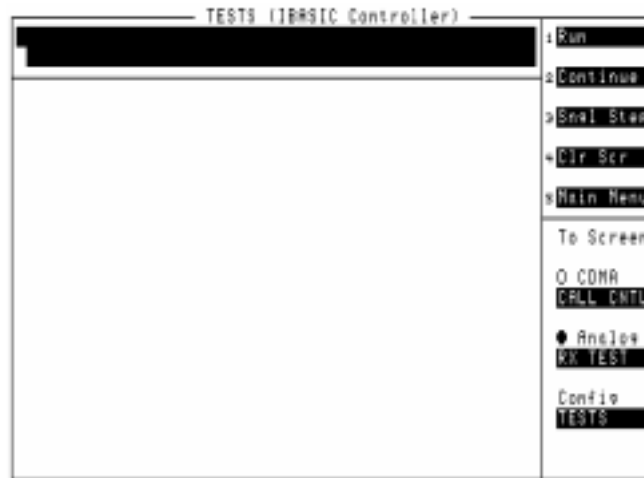 TESTS (IBASIC Controller)
1 Run
2 Continue
3 Sngl Step
4 Clr Scr
5 Main Menu
To Screen
O CDMA
CALL CNTL
● Analog
RX TEST
Config
TESTS